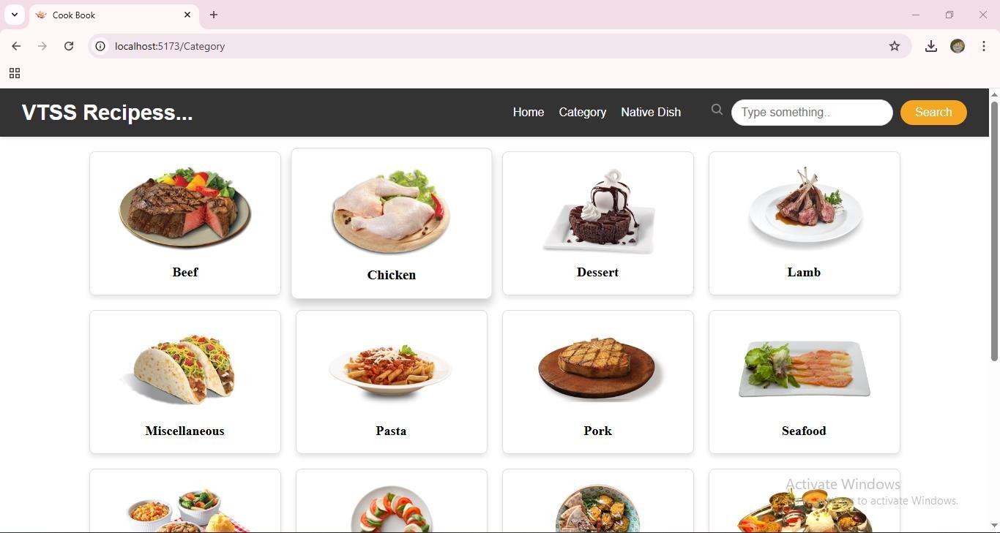 Cook Book
localhost:5173/Category
VTSS Recipess...
Home Category Native Dish Type something.. Search
Beef Chicken Dessert Lamb
Miscellaneous Pasta Pork Seafood
Activate Windows
to activate Windows.